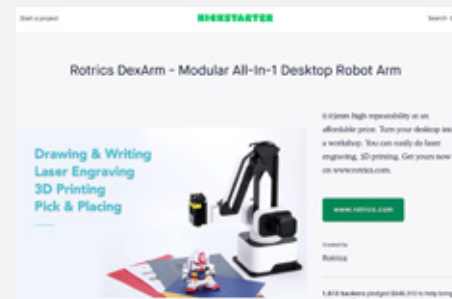 Start a project
KICKSTARTER
Search
Rotrics DexArm - Modular All-In-1 Desktop Robot Arm
Drawing & Writing
Laser Engraving
3D Printing
Pick & Placing
0.05mm high repeatability at an
affordable price. Turn your desktop into
a workshop. You can easily do laser
engraving, 3D printing. Get yours now
on www.rotrics.com.
www.rotrics.com
Created by
Rotrics
backers pledged to help bring